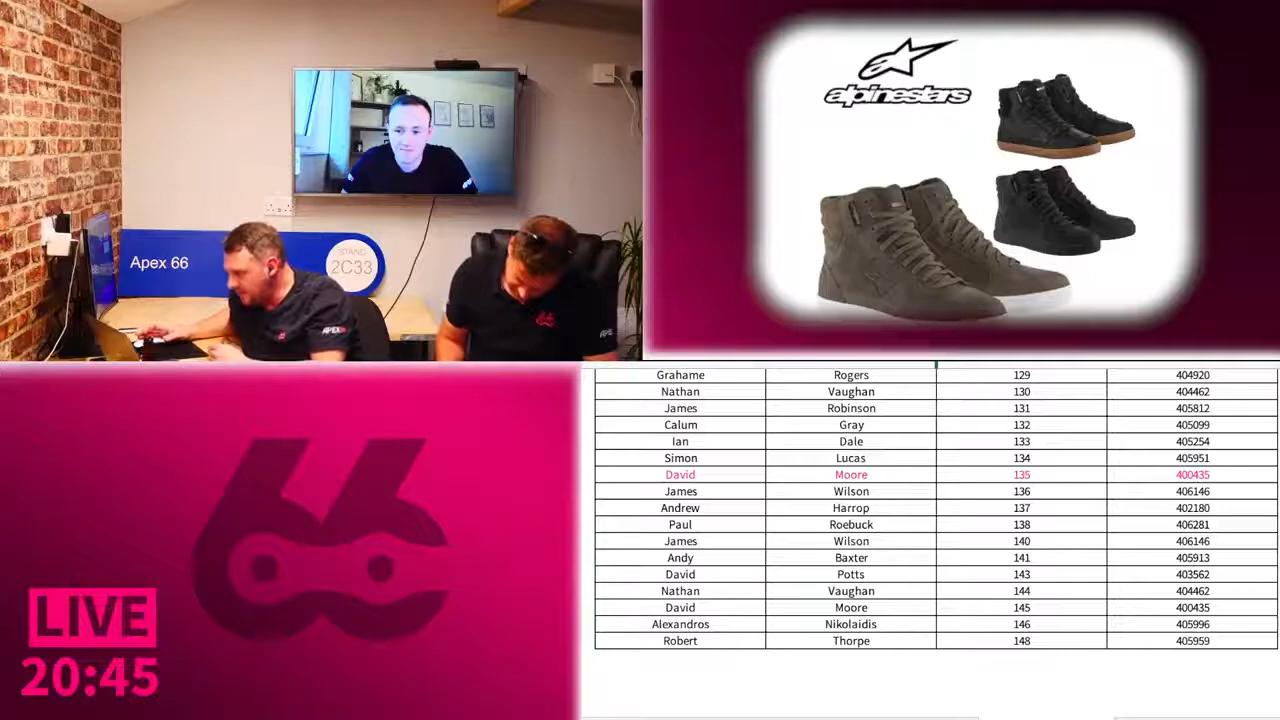 Apex 66
STAND
2C33
alpinestars
Grahame Rogers 129 404920
Nathan Vaughan 130 404462
James Robinson 131 405812
Calum Gray 132 405099
Ian Dale 133 405254
Simon Lucas 134 405951
David Moore 135 400435
James Wilson 136 406146
Andrew Harrop 137 402180
Paul Roebuck 138 406281
James Wilson 140 406146
Andy Baxter 141 405913
David Potts 143 403562
Nathan Vaughan 144 404462
David Moore 145 400435
Alexandros Nikolaidis 146 405996
Robert Thorpe 148 405959
66
LIVE
20:45